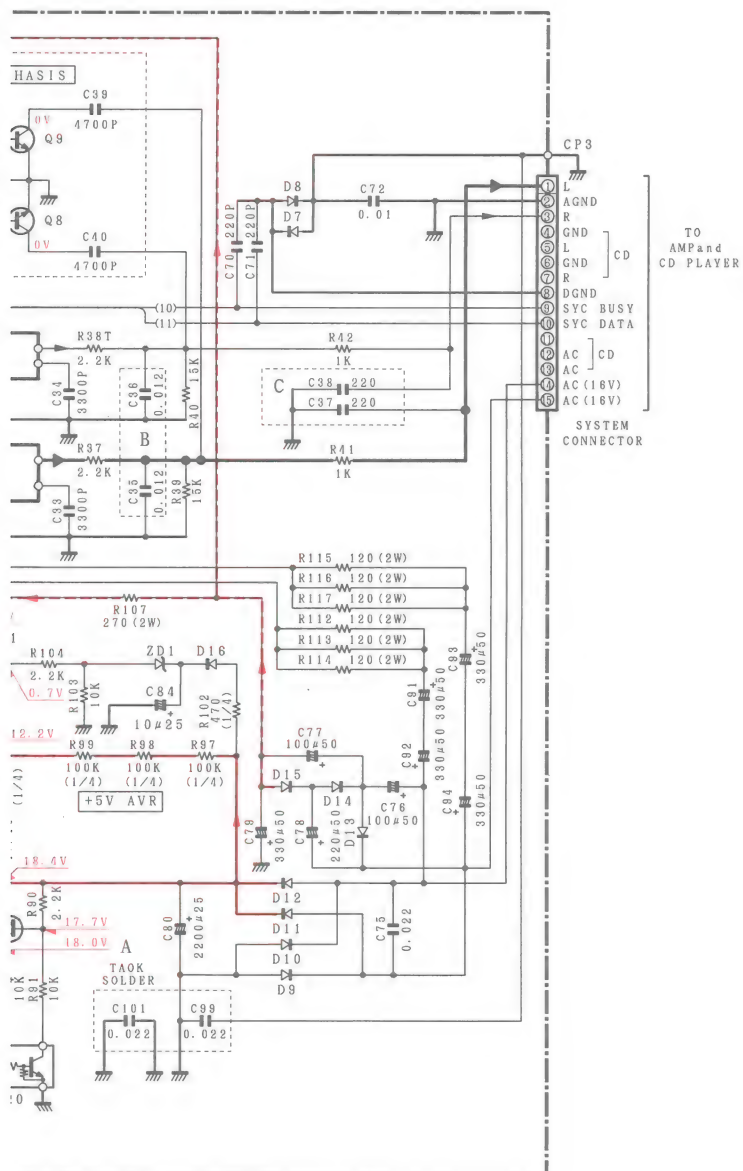 HASIS
C39
4700P
0V
Q9
Q8
0V
C40
4700P
CP3
D8
C72
0.01
D7
220P
220P
C70
C71
① L
② AGND
③ R
④ GND
⑤ L
⑥ GND
⑦ R
⑧ DGND
⑨ SYC BUSY
⑩ SYC DATA
⑪
⑫ AC
⑬ AC
⑭ AC(16V)
⑮ AC(16V)
CD
CD
TO
AMPand
CD PLAYER
SYSTEM
CONNECTOR
(10)
(11)
R38T
2.2K
R42
1K
C34
3300P
C36
0.012
R40
15K
C
C38 220
C37 220
B
R37
2.2K
R41
1K
C33
3300P
C35
0.012
R39
15K
R115 120(2W)
R116 120(2W)
R117 120(2W)
R112 120(2W)
R113 120(2W)
R114 120(2W)
R107
270(2W)
1
R104
2.2K
ZD1
D16
0.7V
R103
10K
C84
10µ25
R102
470
(1/4)
C93
330µ50
C91
330µ50
C77
100µ50
C92
330µ50
12.2V
R99
100K
(1/4)
R98
100K
(1/4)
R97
100K
(1/4)
(1/4)
+5V AVR
D15
D14
C76
100µ50
C94
330µ50
C79
330µ50
C78
220µ50
D13
18.4V
R90
2.2K
17.7V
18.0V
D12
D11
D10
D9
C80
2200µ25
C75
0.022
A
TAOK
SOLDER
10K
R91
10K
C101
0.022
C99
0.022
20